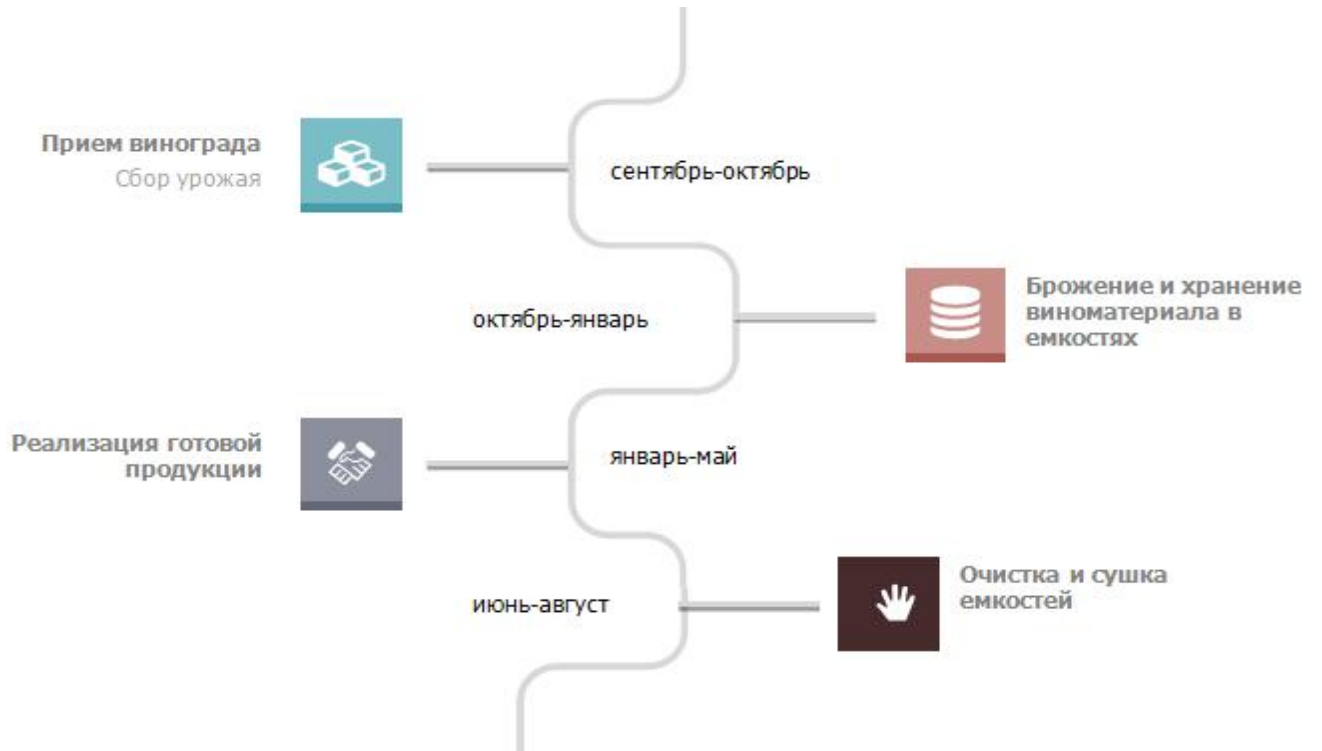 Прием винограда
Сбор урожая
сентябрь-октябрь
октябрь-январь
Брожение и хранение
виноматериала в
емкостях
Реализация готовой
продукции
январь-май
июнь-август
Очистка и сушка
емкостей